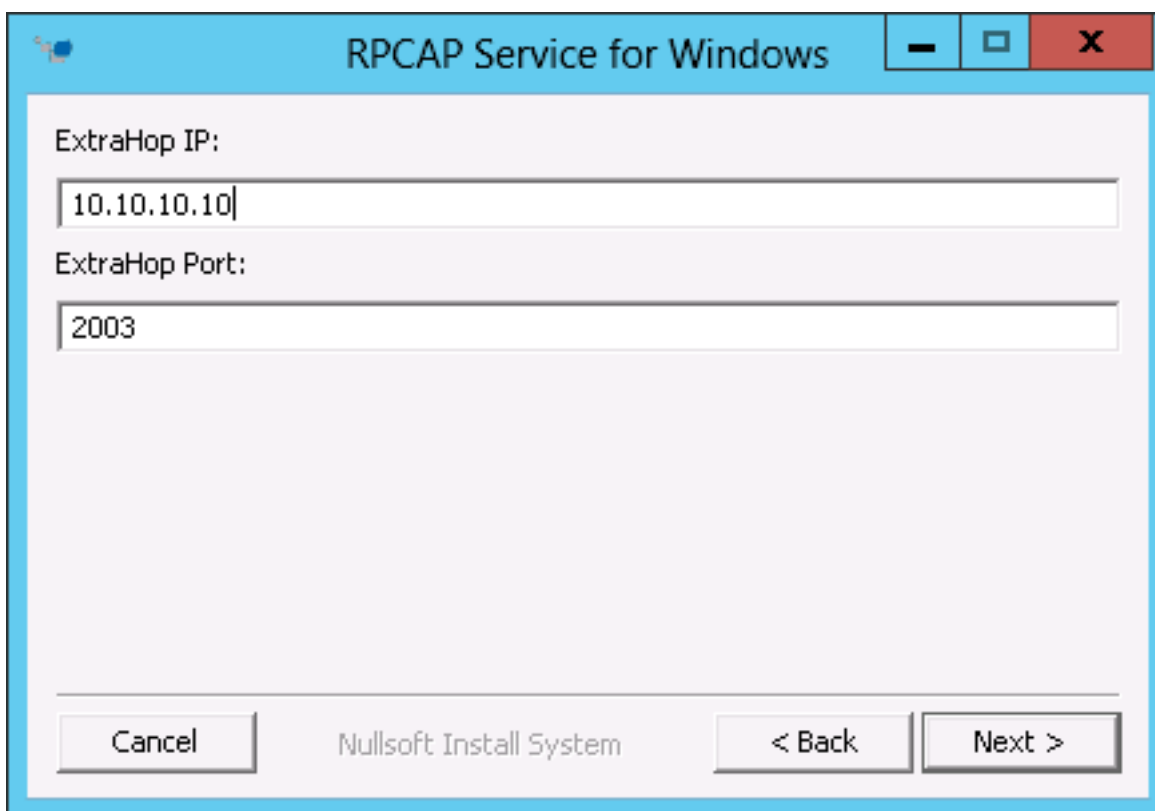 RPCAP Service for Windows
ExtraHop IP:
10.10.10.10
ExtraHop Port:
2003
Cancel
Nullsoft Install System
< Back
Next >